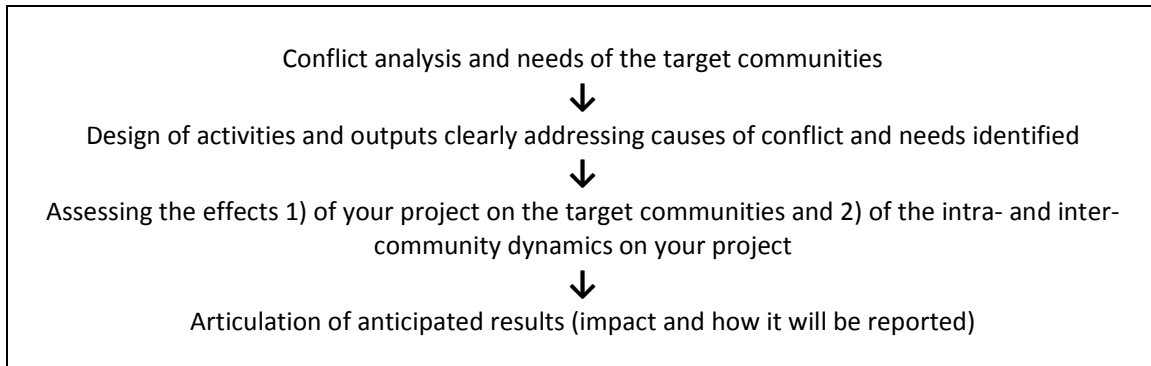 Conflict analysis and needs of the target communities
↓
Design of activities and outputs clearly addressing causes of conflict and needs identified
↓
Assessing the effects 1) of your project on the target communities and 2) of the intra- and inter-
community dynamics on your project
↓
Articulation of anticipated results (impact and how it will be reported)